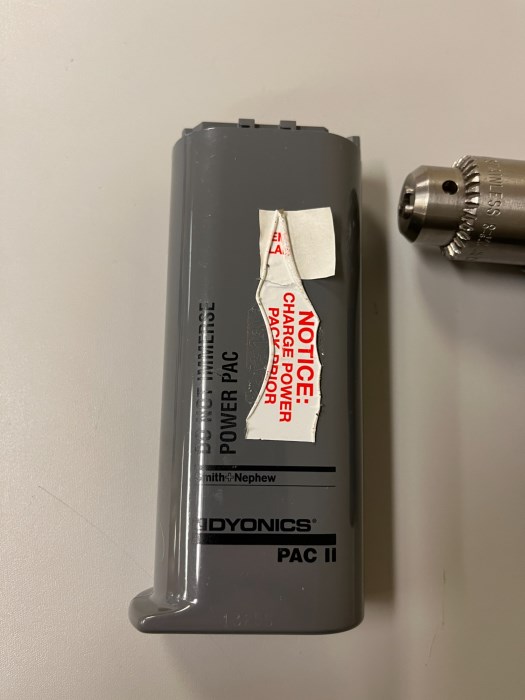 NOTICE:
CHARGE POWER
PACK PRIOR
DO NOT IMMERSE
POWER PAC
Smith+Nephew
DYONICS®
PAC II